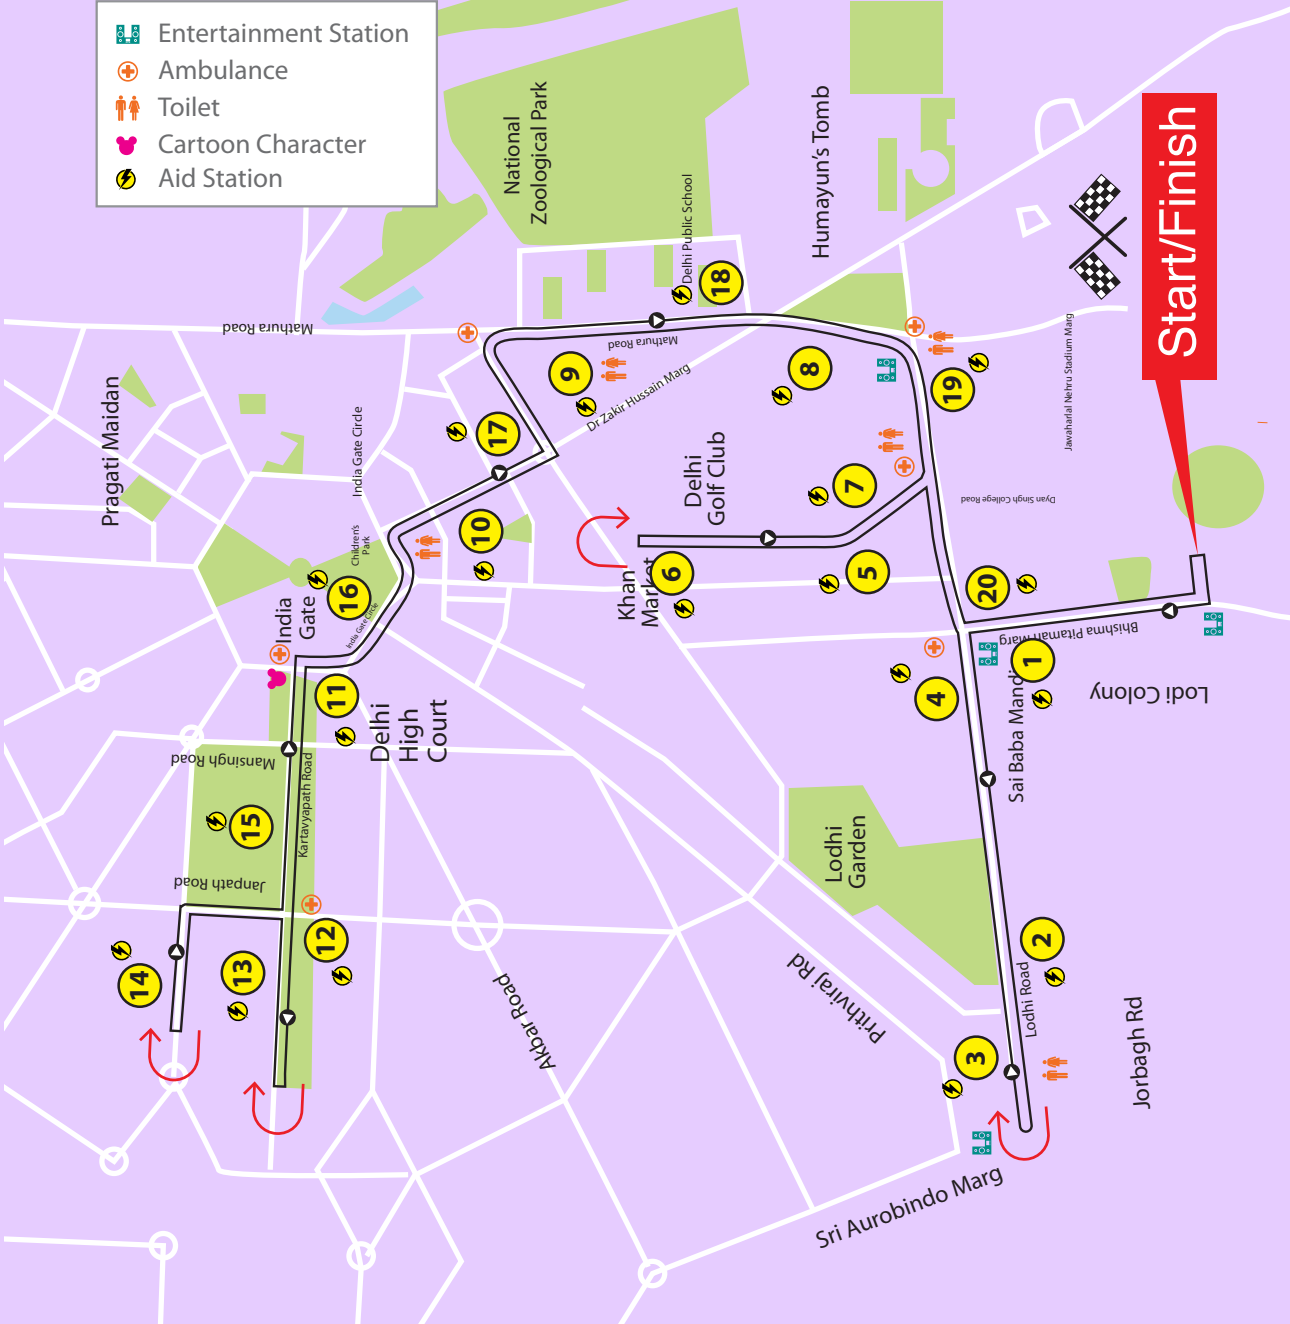 Entertainment Station
Ambulance
Toilet
Cartoon Character
Aid Station
National
Zoological Park
Humayun's Tomb
Start/Finish
Delhi Public School
18
Mathura Road
Mathura Road
Pragati Maidan
India Gate Circle
17
9
Dr Zakir Hussain Marg
8
19
Jawaharlal Nehru Stadium Marg
Delhi
Golf Club
7
Dyan Singh College Road
Children's
Park
10
16
India
Gate
India Gate Circle
Khan
Market
6
5
20
Bhishma Pitamah Marg
1
Lodi Colony
4
Sai Baba Mandi
11
Delhi
High
Court
Mansingh Road
Kartavyapath Road
15
Janpath Road
Lodhi
Garden
12
13
14
2
Lodhi Road
Prithviraj Rd
Akbar Road
3
Jorbagh Rd
Sri Aurobindo Marg